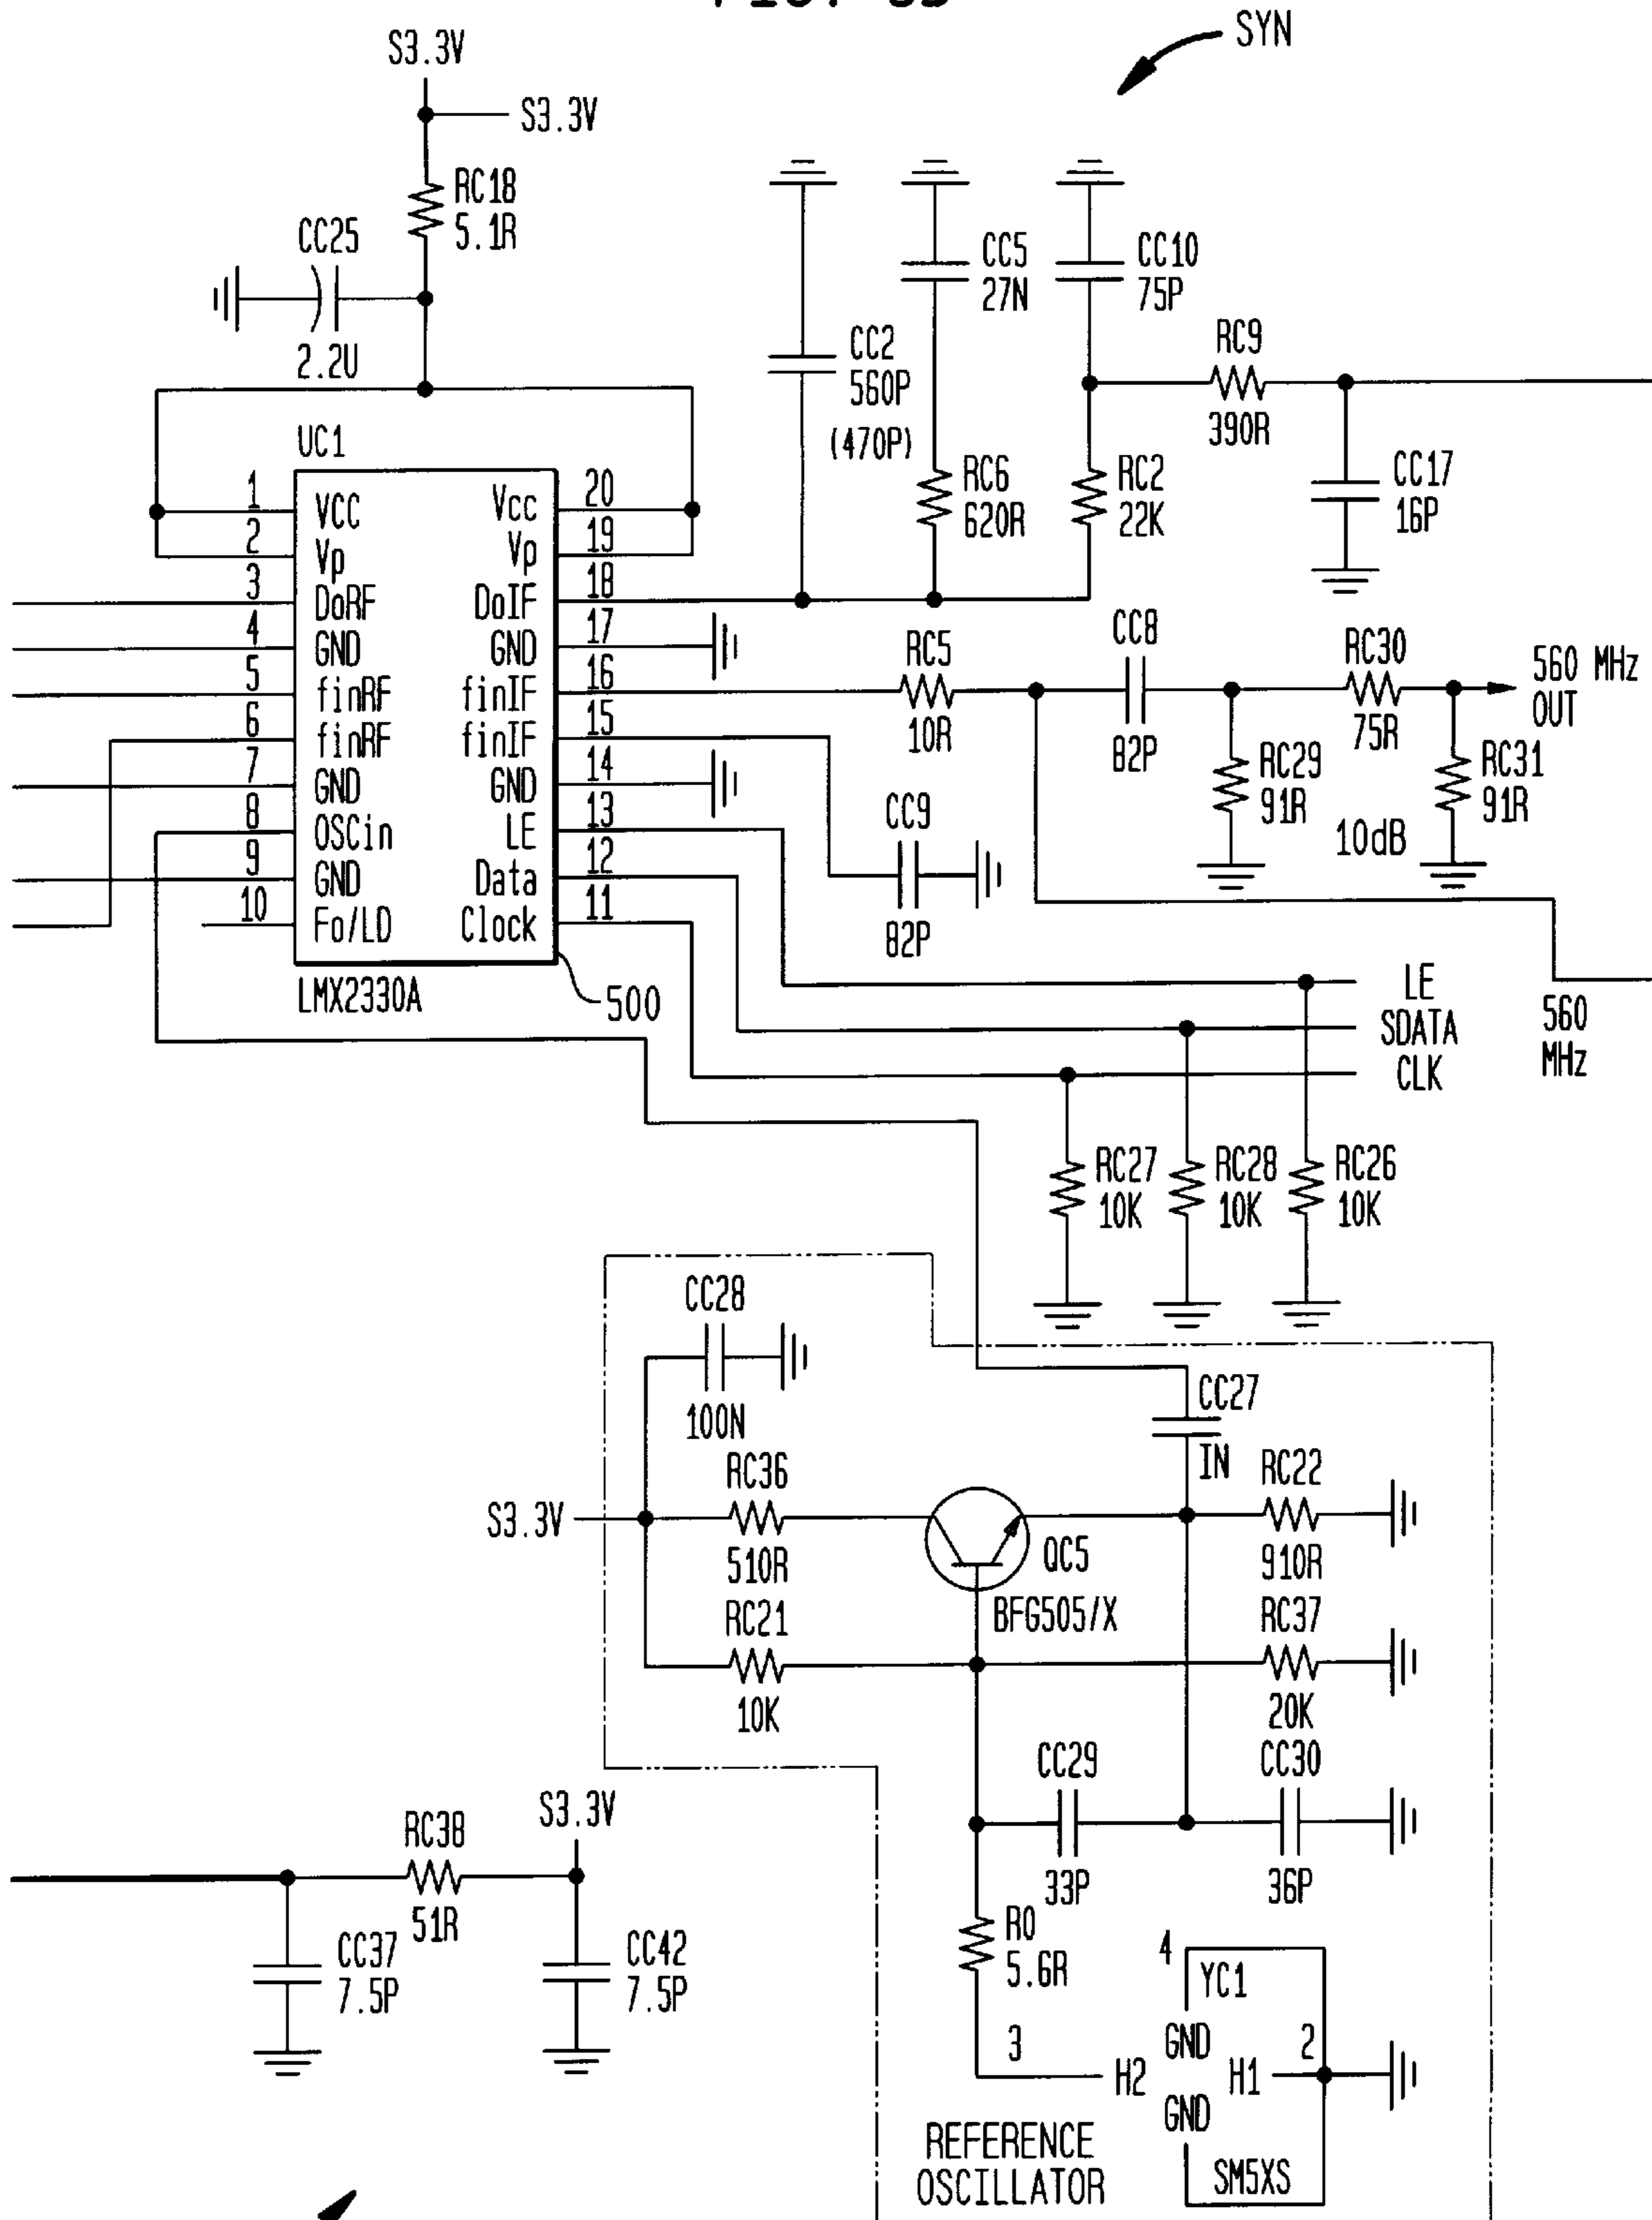 SYN
S3.3V
S3.3V
RC18
5.1R
CC25
2.2U
CC5
27N
CC10
75P
CC2
560P
(470P)
RC9
390R
RC6
620R
RC2
22K
CC17
16P
UC1
1 VCC Vcc 20
2 Vp Vp 19
3 DoRF DoIF 18
4 GND GND 17
5 finRF finIF 16
6 finRF finIF 15
7 GND GND 14
8 OSCin LE 13
9 GND Data 12
10 Fo/LD Clock 11
LMX2330A
500
RC5
10R
CC8
82P
RC30
75R
560 MHz
OUT
RC29
91R
RC31
91R
10dB
CC9
82P
LE
SDATA
CLK
560
MHz
RC27
10K
RC28
10K
RC26
10K
CC28
100N
CC27
IN
S3.3V
RC36
510R
QC5
BFG505/X
RC22
910R
RC21
10K
RC37
20K
CC29
33P
CC30
36P
RC38
51R
S3.3V
CC37
7.5P
CC42
7.5P
R0
5.6R
4
YC1
GND
3
H2
H1
2
GND
SM5XS
REFERENCE
OSCILLATOR